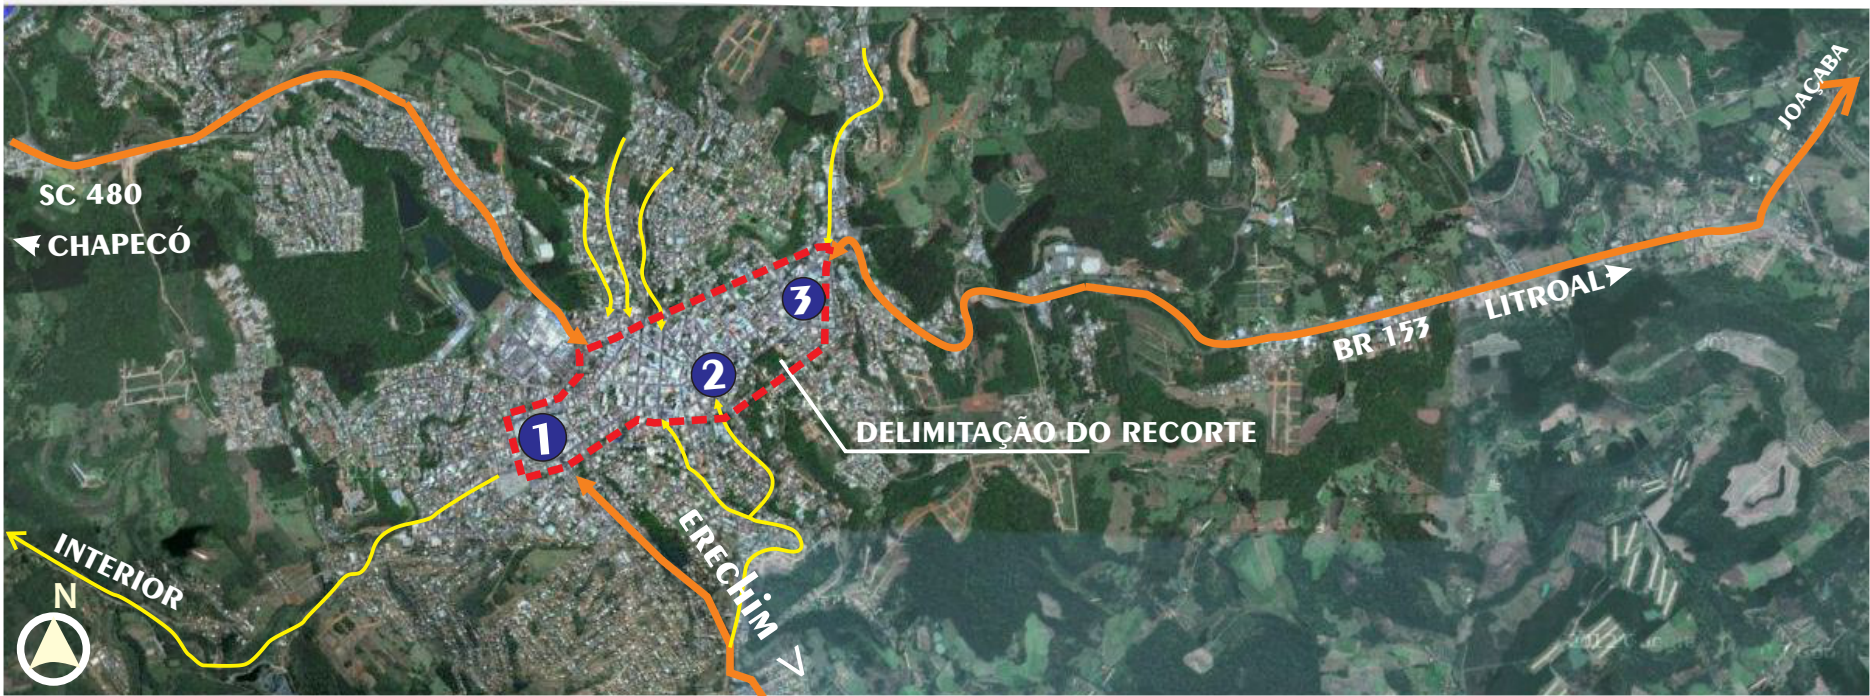 JOAÇABA
SC 480
CHAPECÓ
3
LITROAL
BR 153
2
1
DELIMITAÇÃO DO RECORTE
ERECHIM
INTERIOR
N